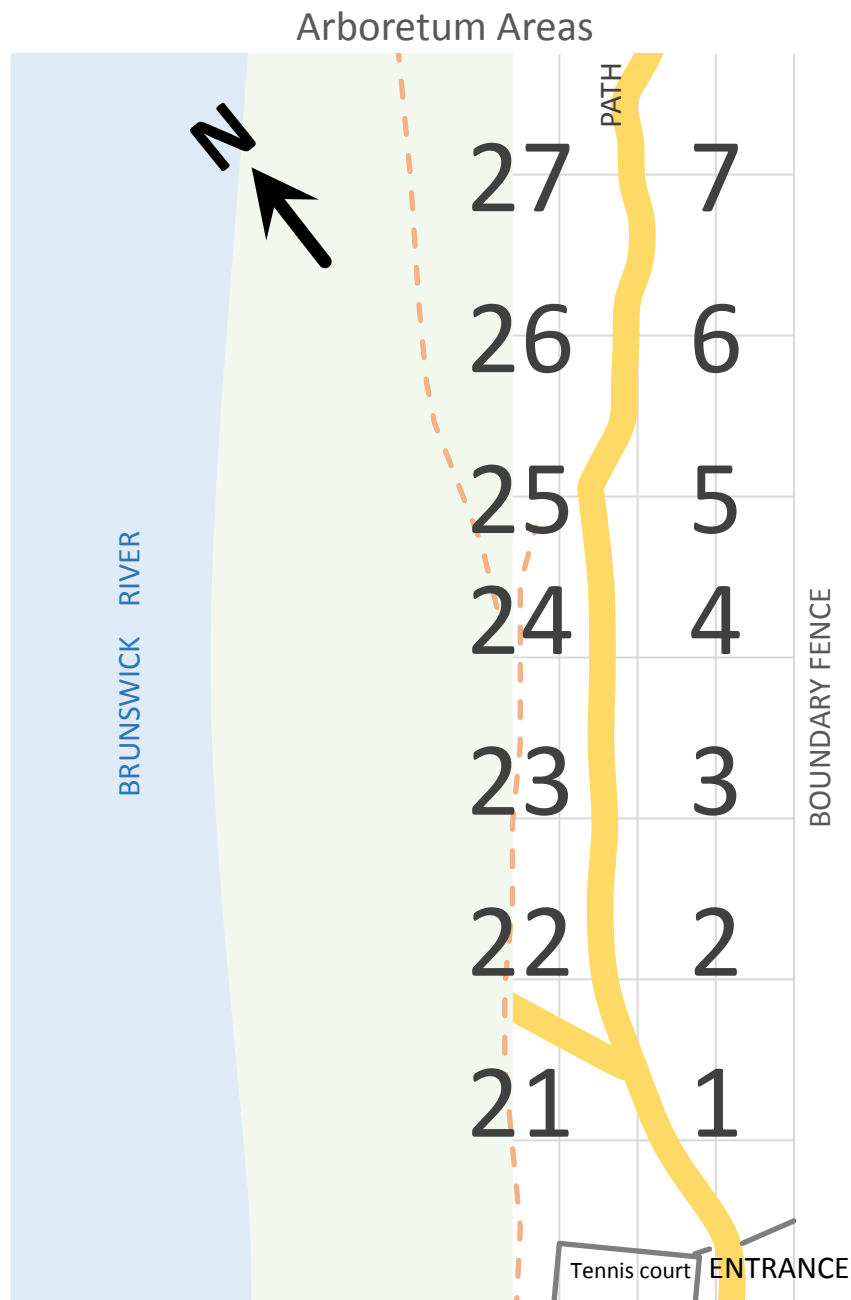 Arboretum Areas
PATH
N
27 7
26 6
25 5
24 4
BRUNSWICK RIVER
BOUNDARY FENCE
23 3
22 2
21 1
Tennis court ENTRANCE